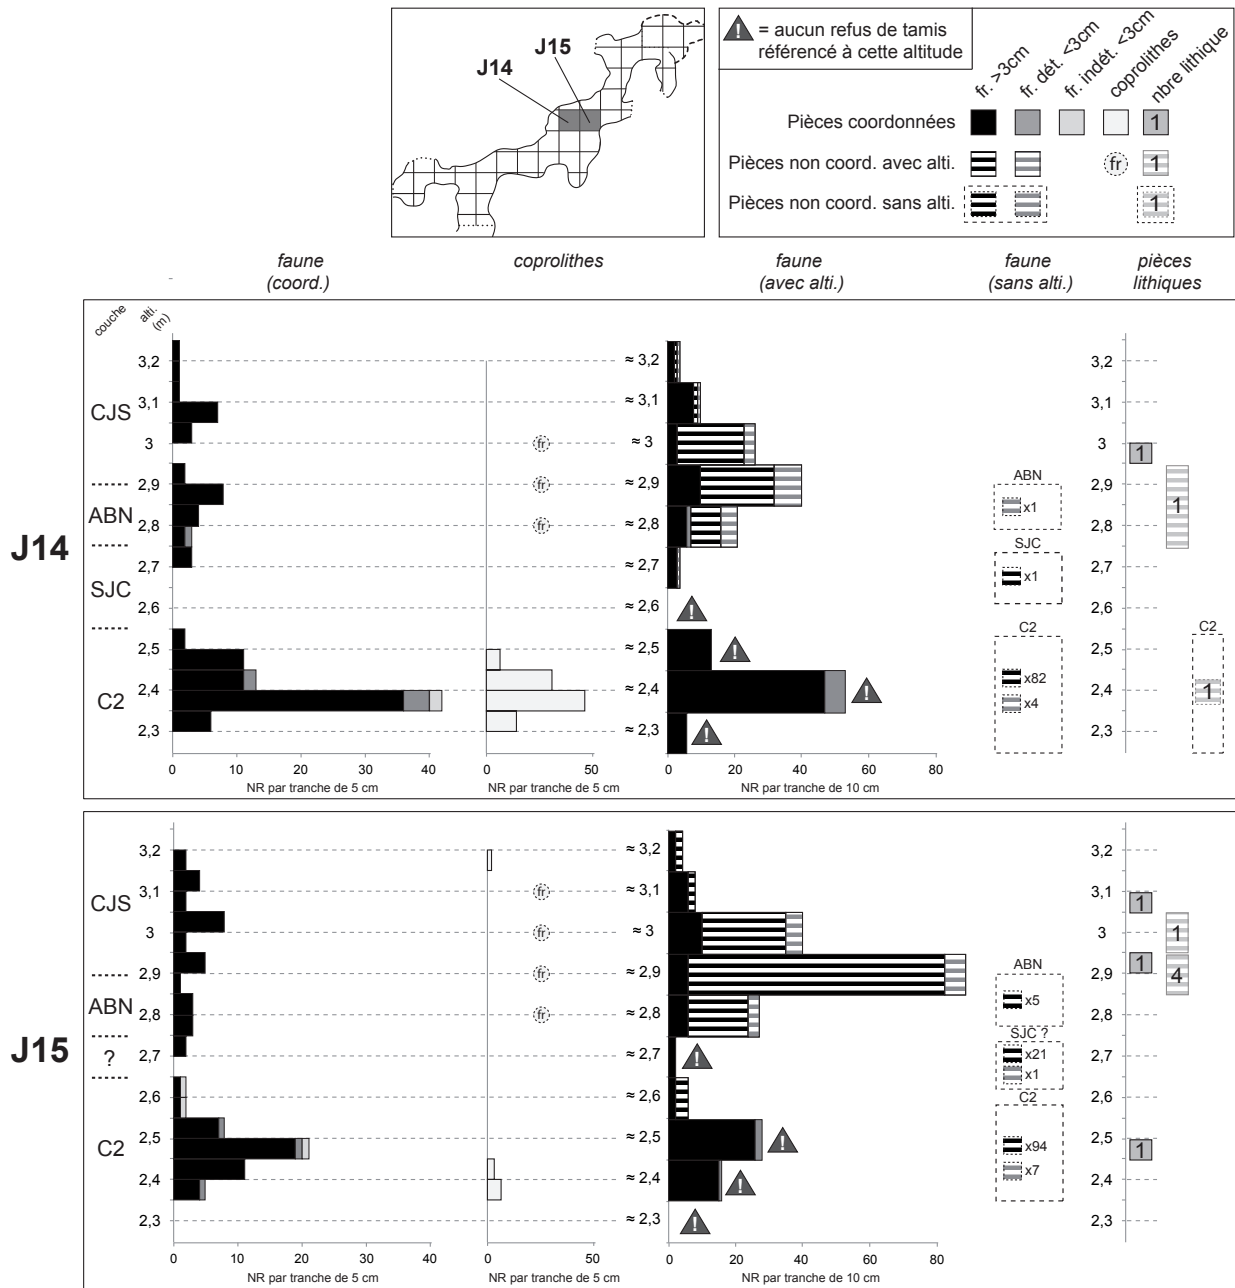 J15
J14
! = aucun refus de tamis
référencé à cette altitude
fr. >3cm
fr. dét. <3cm
fr. indét. <3cm
coprolithes
nbre lithique
Pièces coordonnées 1
Pièces non coord. avec alti. fr 1
Pièces non coord. sans alti. 1
faune
(coord.)
coprolithes
faune
(avec alti.)
faune
(sans alti.)
pièces
lithiques
J14
couche
alti.
(m)
3,2 ≈ 3,2 3,2
CJS 3,1 ≈ 3,1 3,1
3 fr ≈ 3 3 1
2,9 fr ≈ 2,9 2,9
ABN
x1
1
ABN 2,8 fr ≈ 2,8 2,8
SJC
x1
2,7 ≈ 2,7 2,7
SJC
2,6 ≈ 2,6 ! 2,6
C2
C2
2,5 ≈ 2,5 ! 2,5
x82
x4
C2 2,4 ≈ 2,4 ! 2,4 1
2,3 ≈ 2,3 ! 2,3
0 10 20 30 40
NR par tranche de 5 cm
0 50
NR par tranche de 5 cm
0 20 40 60 80
NR par tranche de 10 cm
J15
3,2 ≈ 3,2 3,2
CJS 3,1 fr ≈ 3,1 3,1 1
3 fr ≈ 3 3 1
2,9 fr ≈ 2,9 2,9 1 4
ABN
x5
ABN 2,8 fr ≈ 2,8 2,8
SJC ?
x21
x1
? 2,7 ≈ 2,7 ! 2,7
2,6 ≈ 2,6 2,6
C2
x94
x7
C2 2,5 ≈ 2,5 ! 2,5 1
2,4 ≈ 2,4 ! 2,4
2,3 ≈ 2,3 ! 2,3
0 10 20 30 40
NR par tranche de 5 cm
0 50
NR par tranche de 5 cm
0 20 40 60 80
NR par tranche de 10 cm